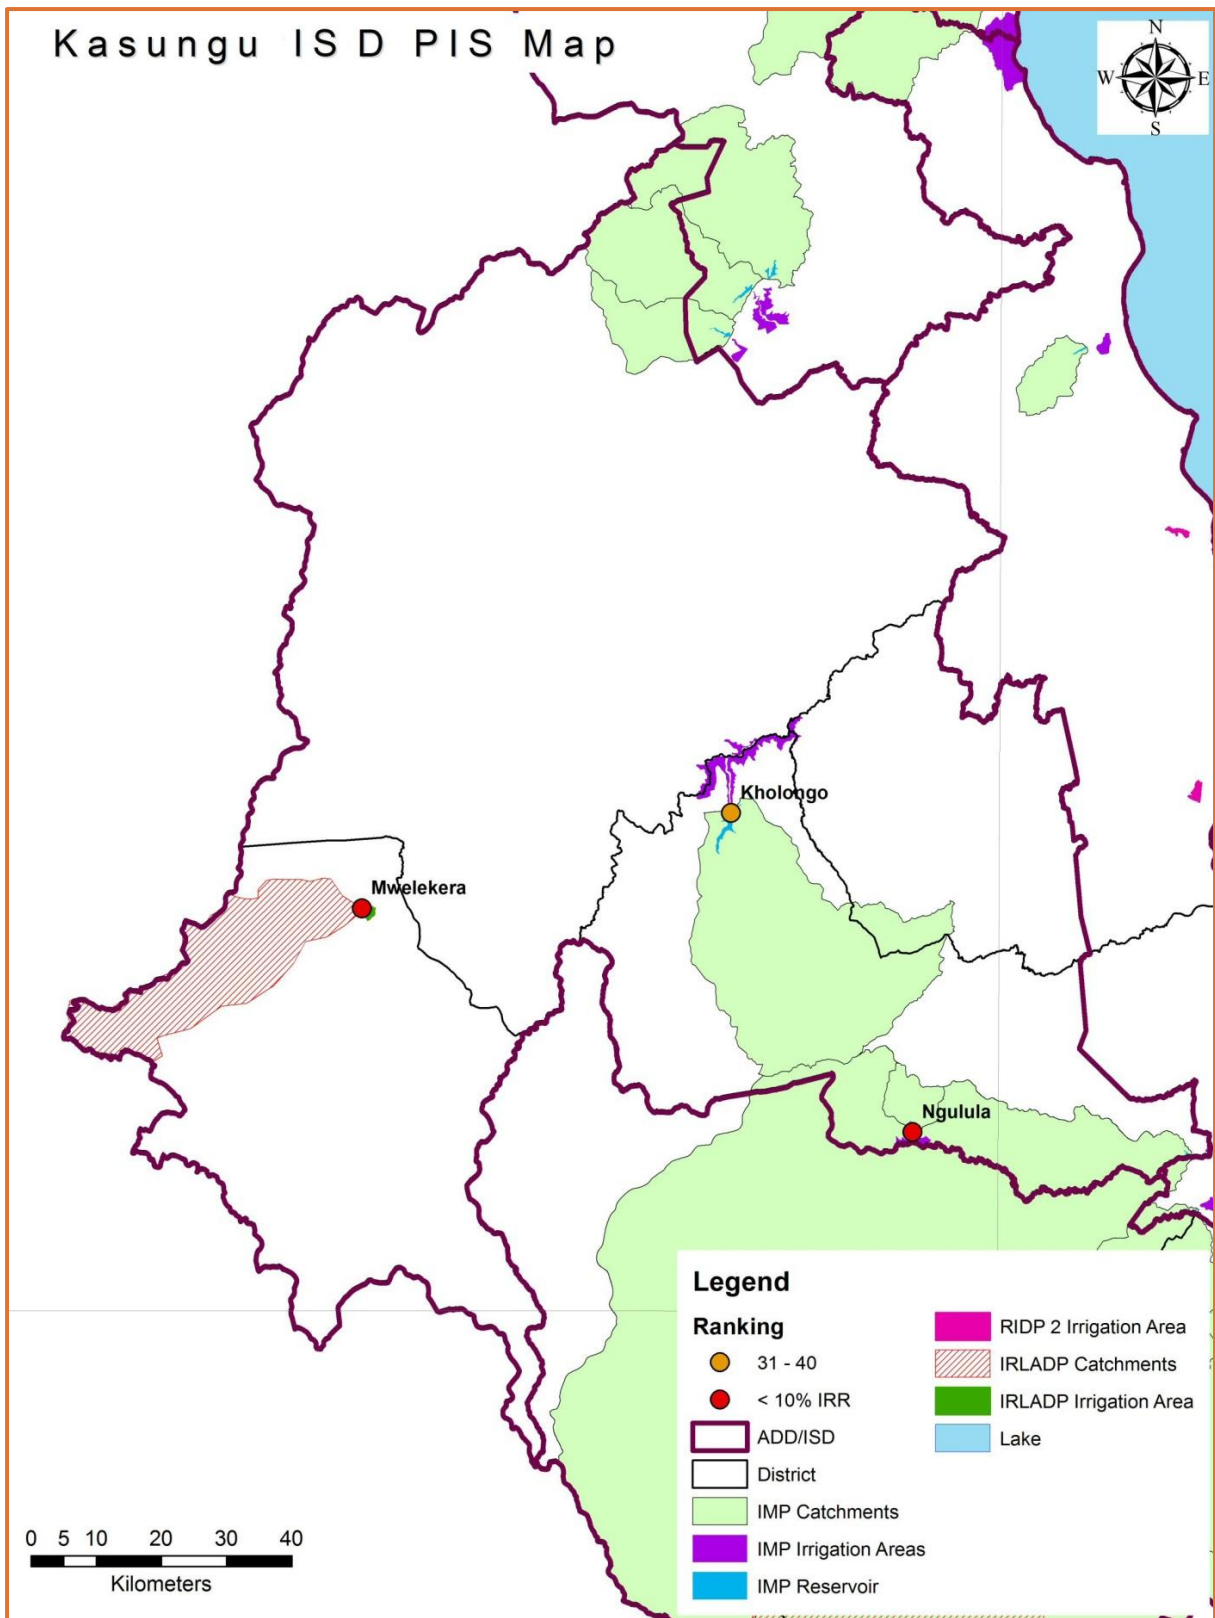 Kasungu ISD PIS Map
N
W E
S
Kholongo
Mwelekera
Ngulula
Legend
Ranking
31 - 40
< 10% IRR
ADD/ISD
District
IMP Catchments
IMP Irrigation Areas
IMP Reservoir
RIDP 2 Irrigation Area
IRLADP Catchments
IRLADP Irrigation Area
Lake
0 5 10 20 30 40
Kilometers